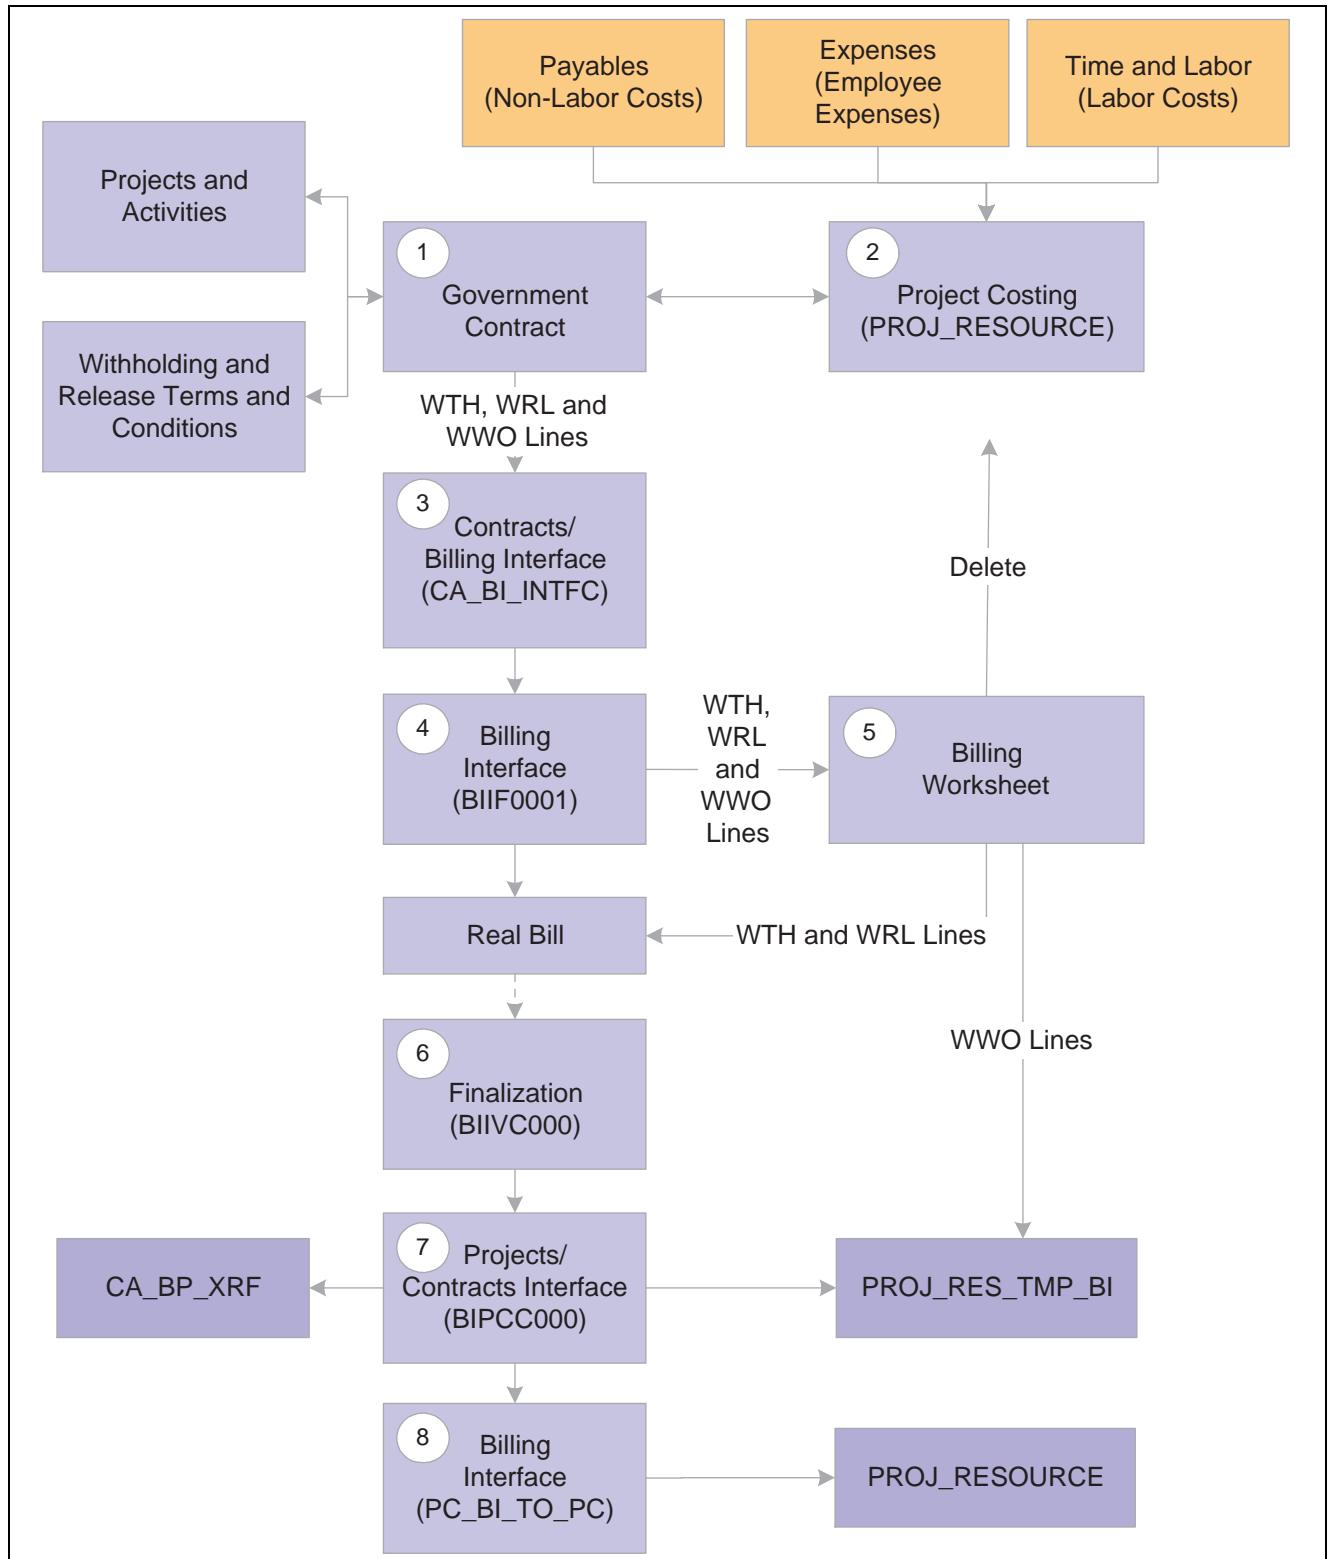 Payables
(Non-Labor Costs)
Expenses
(Employee
Expenses)
Time and Labor
(Labor Costs)
Projects and
Activities
1
Government
Contract
2
Project Costing
(PROJ_RESOURCE)
Withholding and
Release Terms and
Conditions
WTH, WRL and
WWO Lines
3
Contracts/
Billing Interface
(CA_BI_INTFC)
Delete
4
Billing
Interface
(BIIF0001)
WTH,
WRL
and
WWO
Lines
5
Billing
Worksheet
Real Bill
WTH and WRL Lines
6
Finalization
(BIIVC000)
WWO Lines
7
Projects/
Contracts Interface
(BIPCC000)
CA_BP_XRF
PROJ_RES_TMP_BI
8
Billing
Interface
(PC_BI_TO_PC)
PROJ_RESOURCE